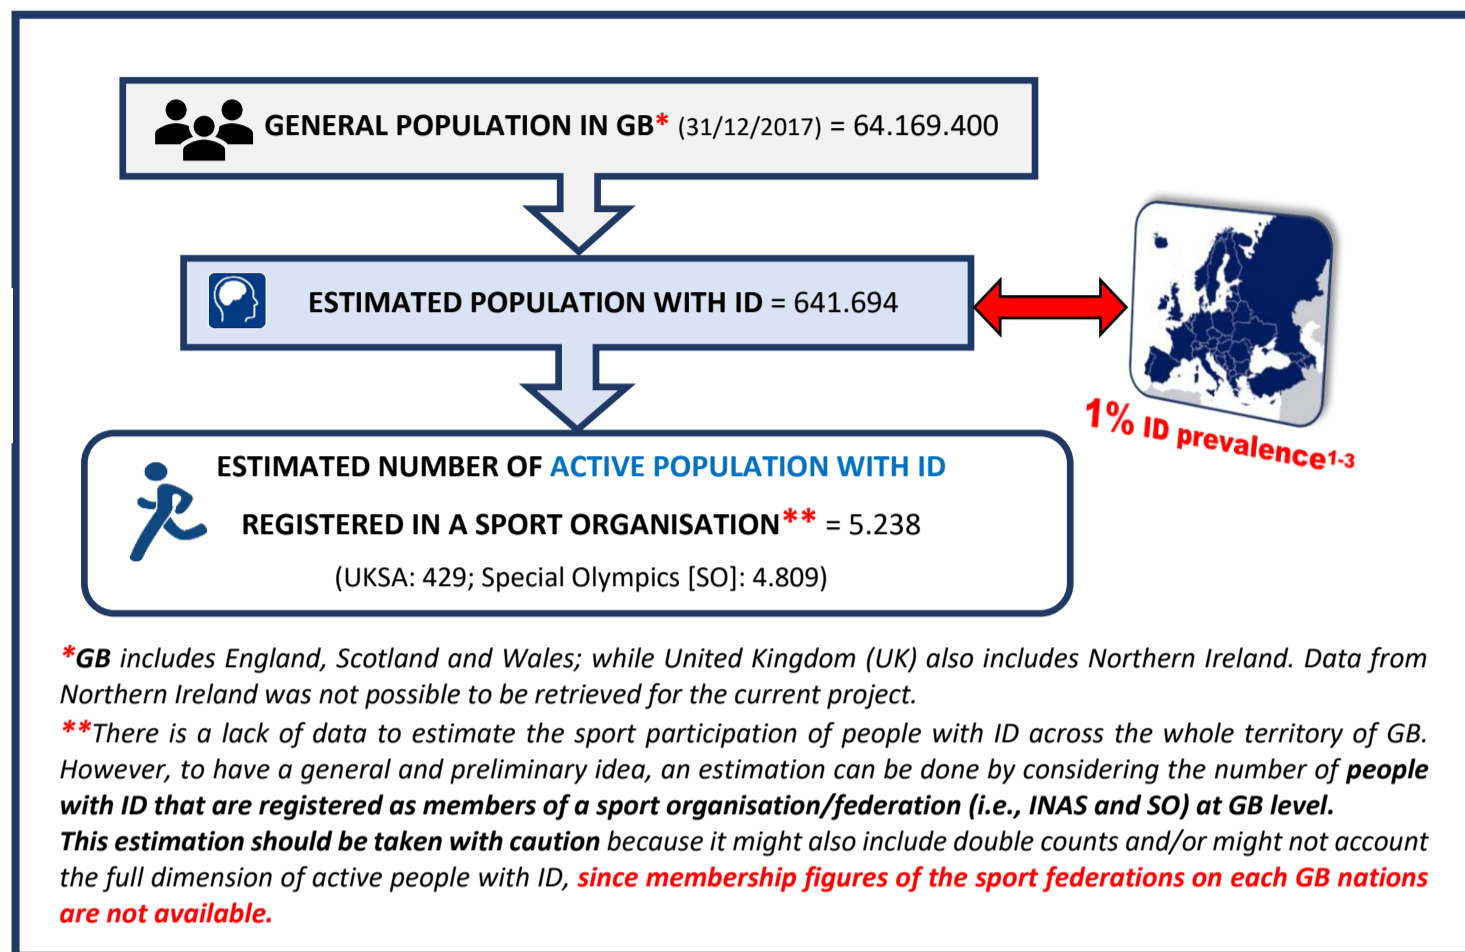 GENERAL POPULATION IN GB* (31/12/2017) = 64.169.400
ESTIMATED POPULATION WITH ID = 641.694
1% ID prevalence1-3
ESTIMATED NUMBER OF ACTIVE POPULATION WITH ID
REGISTERED IN A SPORT ORGANISATION** = 5.238
(UKSA: 429; Special Olympics [SO]: 4.809)
*GB includes England, Scotland and Wales; while United Kingdom (UK) also includes Northern Ireland. Data from
Northern Ireland was not possible to be retrieved for the current project.
**There is a lack of data to estimate the sport participation of people with ID across the whole territory of GB.
However, to have a general and preliminary idea, an estimation can be done by considering the number of people
with ID that are registered as members of a sport organisation/federation (i.e., INAS and SO) at GB level.
This estimation should be taken with caution because it might also include double counts and/or might not account
the full dimension of active people with ID, since membership figures of the sport federations on each GB nations
are not available.